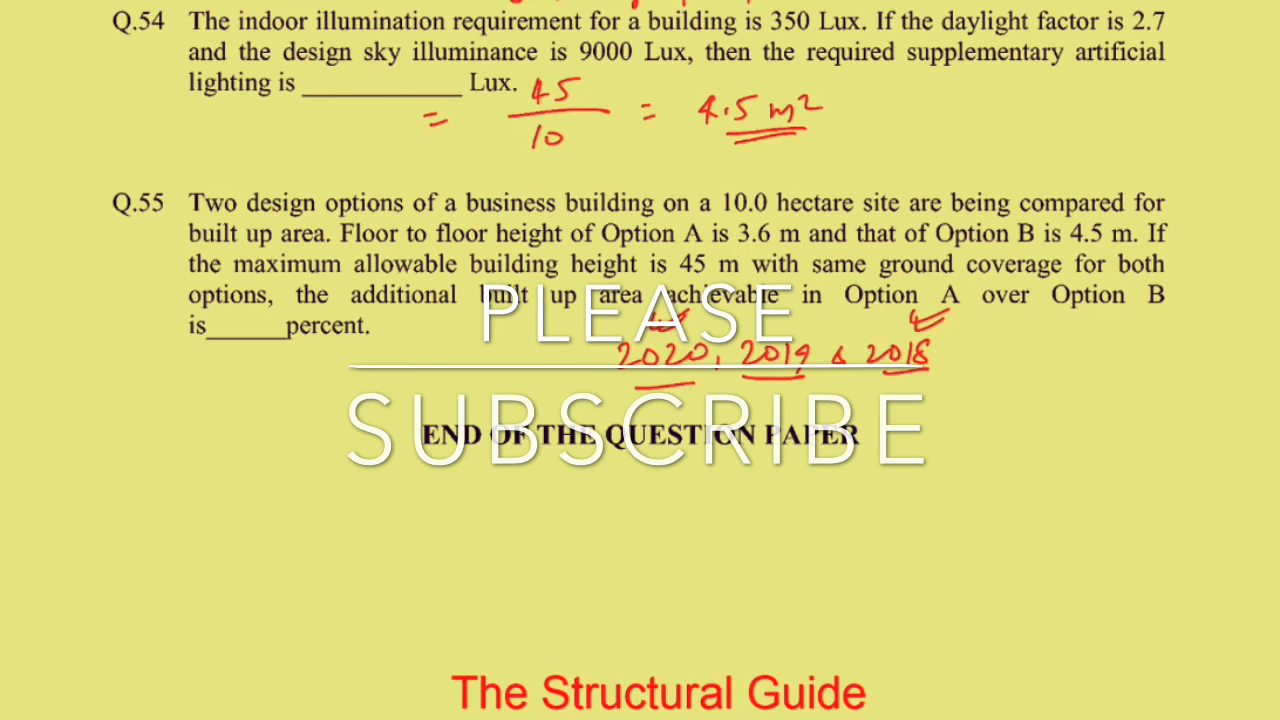 Q.54 The indoor illumination requirement for a building is 350 Lux. If the daylight factor is 2.7
and the design sky illuminance is 9000 Lux, then the required supplementary artificial
lighting is ____________ Lux.
= 45/10 = 4.5 m²
Q.55 Two design options of a business building on a 10.0 hectare site are being compared for
built up area. Floor to floor height of Option A is 3.6 m and that of Option B is 4.5 m. If
the maximum allowable building height is 45 m with same ground coverage for both
options, the additional built up area achievable in Option A over Option B
is______percent.
PLEASE
2020, 2019 & 2018
SUBSCRIBE
END OF THE QUESTION PAPER
The Structural Guide